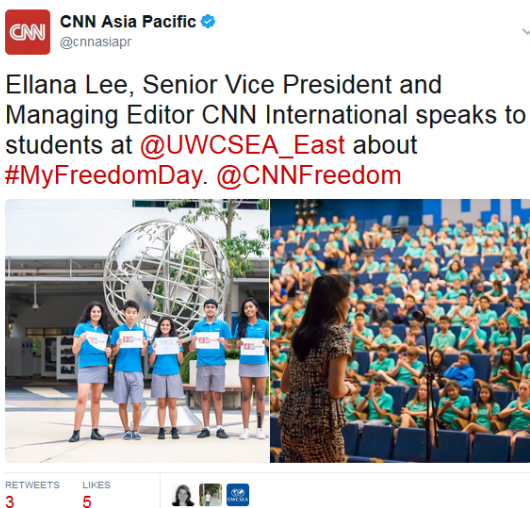 CNN
CNN Asia Pacific
@cnnasiapr
Ellana Lee, Senior Vice President and
Managing Editor CNN International speaks to
students at @UWCSEA_East about
#MyFreedomDay. @CNNFreedom
RETWEETS LIKES
3 5
UWCSEA